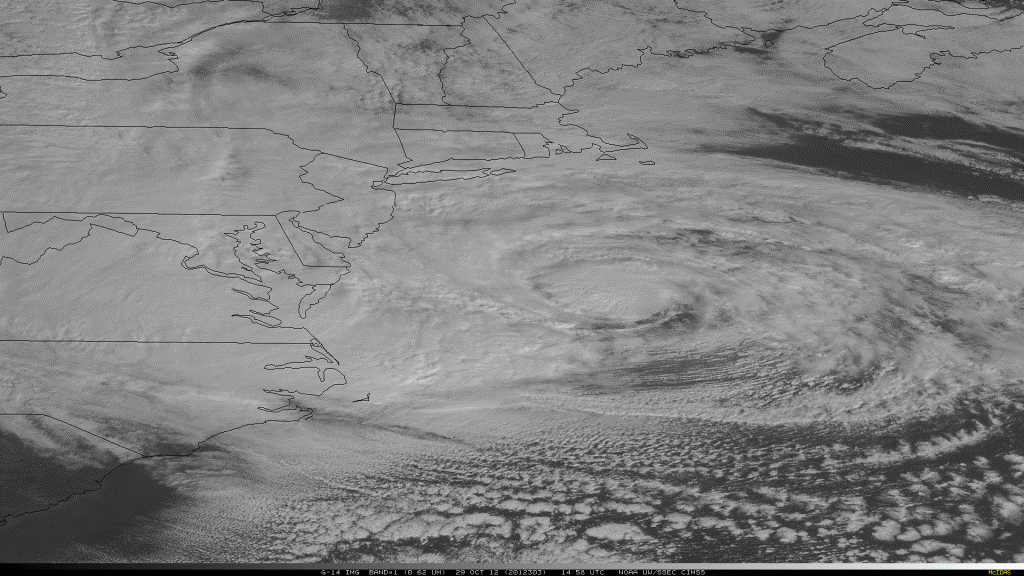 G-14 IMG BAND=1 (0.62 UM) 29 OCT 12 (2012303) 14:58 UTC NOAA UW/SSEC CIMSS McIDAS